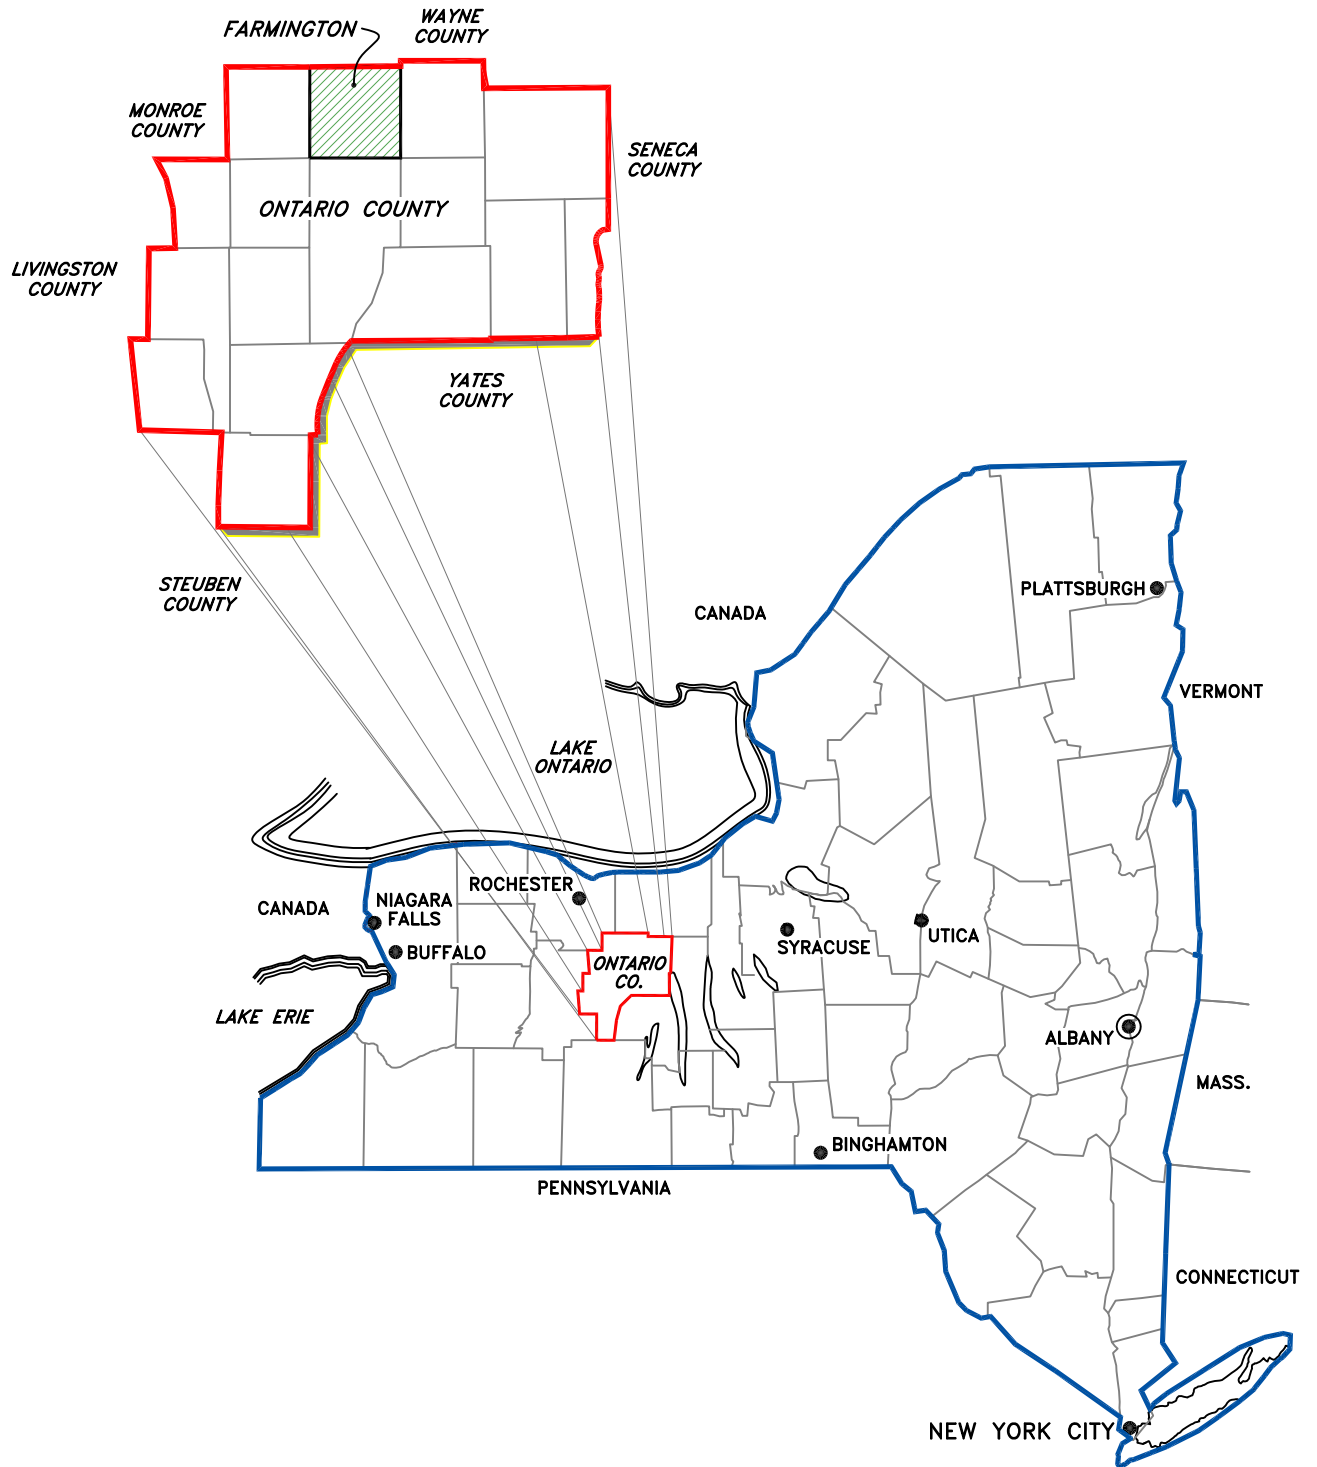 FARMINGTON
WAYNE
COUNTY
MONROE
COUNTY
SENECA
COUNTY
ONTARIO COUNTY
LIVINGSTON
COUNTY
YATES
COUNTY
STEUBEN
COUNTY
PLATTSBURGH
CANADA
VERMONT
LAKE
ONTARIO
ROCHESTER
NIAGARA
FALLS
CANADA
BUFFALO
SYRACUSE
UTICA
ONTARIO
CO.
LAKE ERIE
ALBANY
MASS.
BINGHAMTON
PENNSYLVANIA
CONNECTICUT
NEW YORK CITY